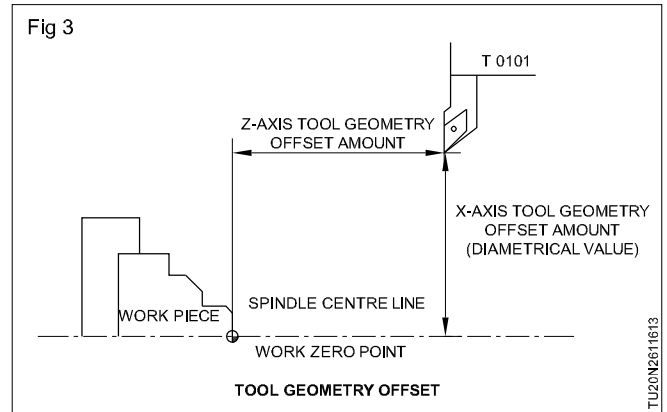 Fig 3
T 0101
Z-AXIS TOOL GEOMETRY
OFFSET AMOUNT
X-AXIS TOOL GEOMETRY
OFFSET AMOUNT
(DIAMETRICAL VALUE)
SPINDLE CENTRE LINE
WORK PIECE
WORK ZERO POINT
TOOL GEOMETRY OFFSET
TU20N2611613